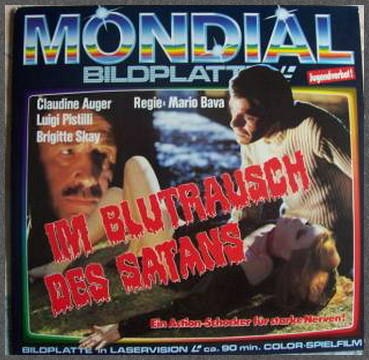 MONDIAL
BILDPLATTE
Jugendverbot!
Claudine Auger
Regie: Mario Bava
Luigi Pistilli
Brigitte Skay
IM BLUTRAUSCH
DES SATANS
Ein Action-Schocker für starke Nerven!
BILDPLATTE in LASERVISION ca. 90 min. COLOR-SPIELFILM